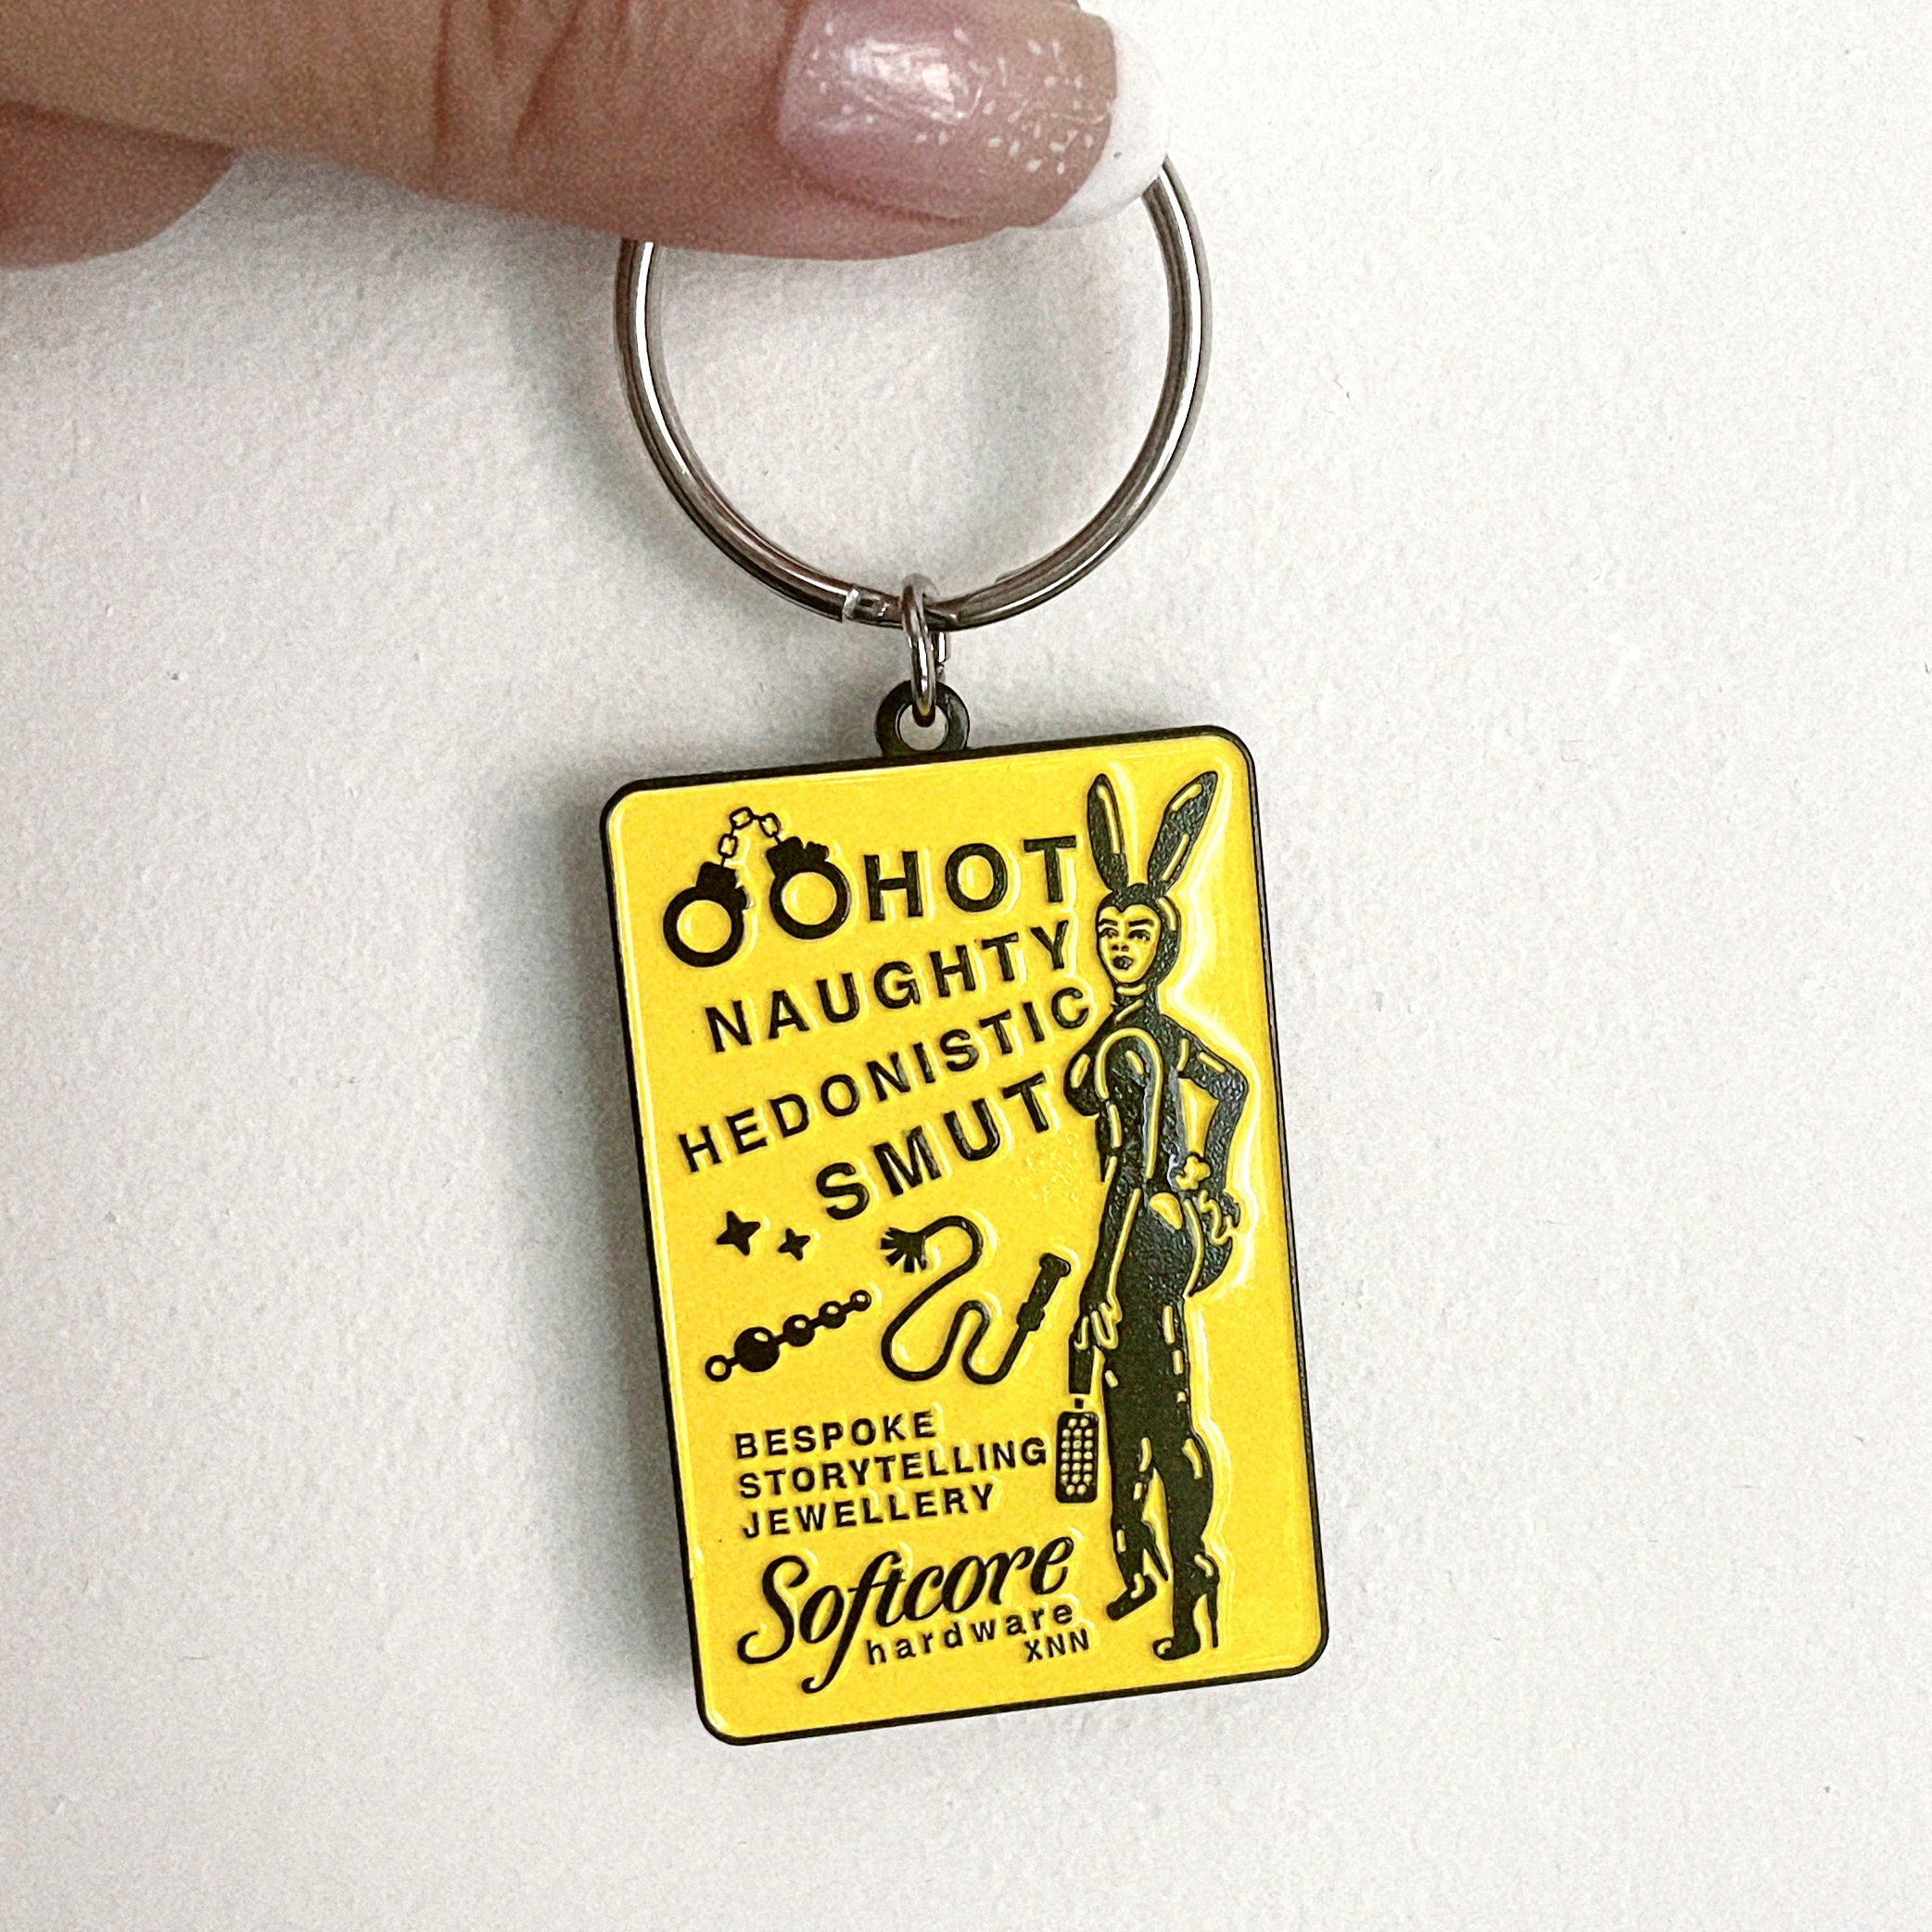 HOT
NAUGHTY
HEDONISTIC
SMUT
BESPOKE
STORYTELLING
JEWELLERY
Softcore
hardware
XNN